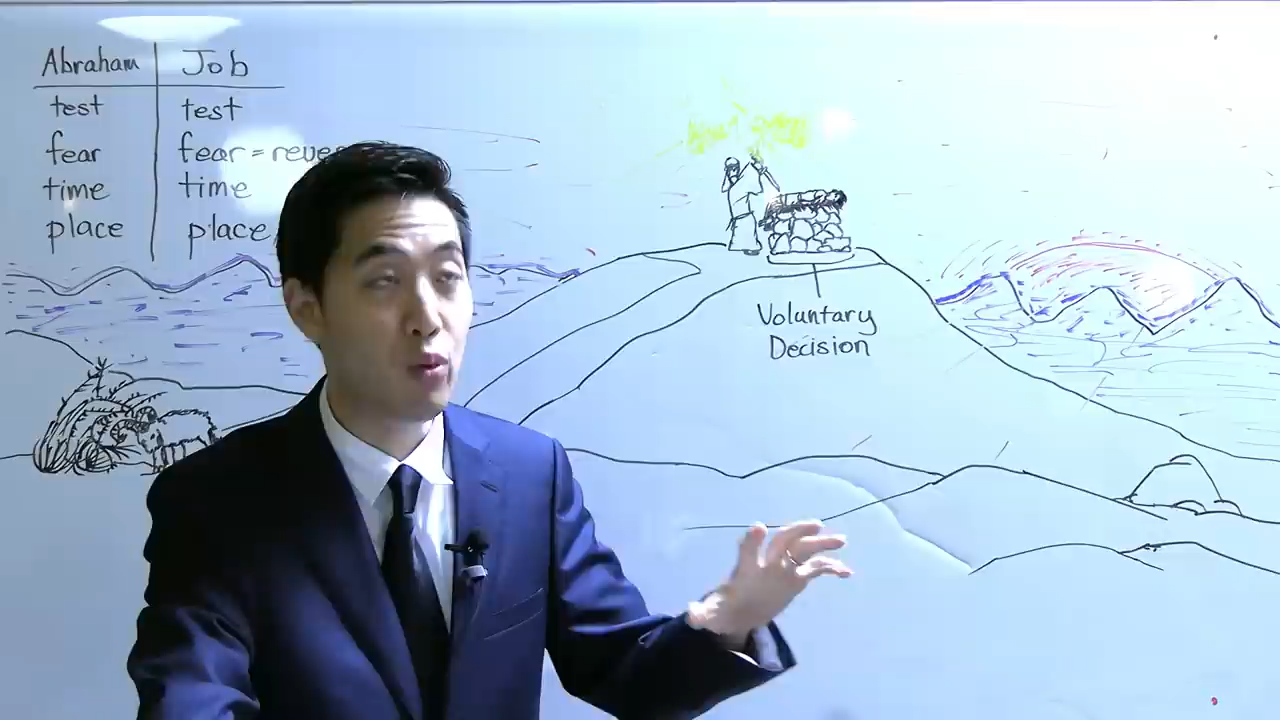 Abraham Job
test test
fear fear = reve
time time
place place
Voluntary
Decision